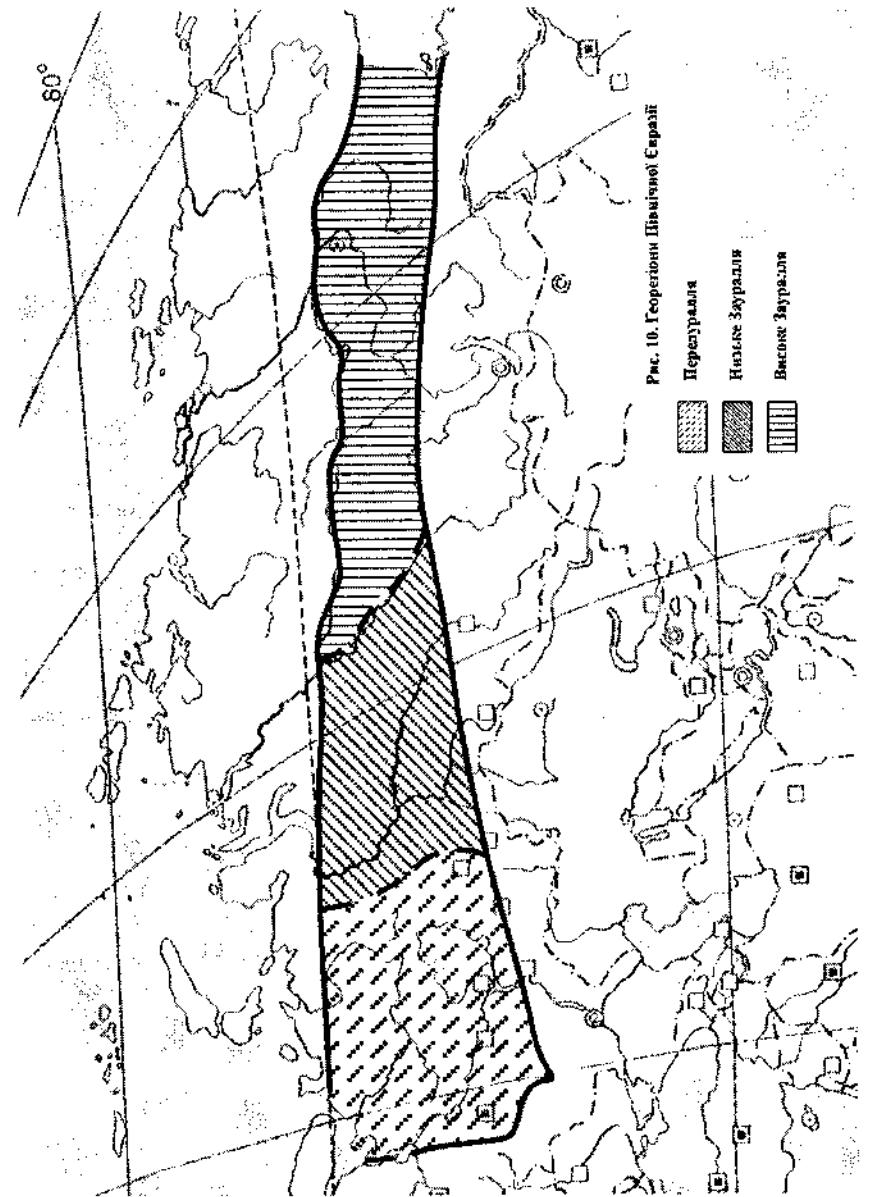 80°
Рис. 10. Георегіони Північної Євразії
Передуралля
Низьке Зауралля
Високе Зауралля